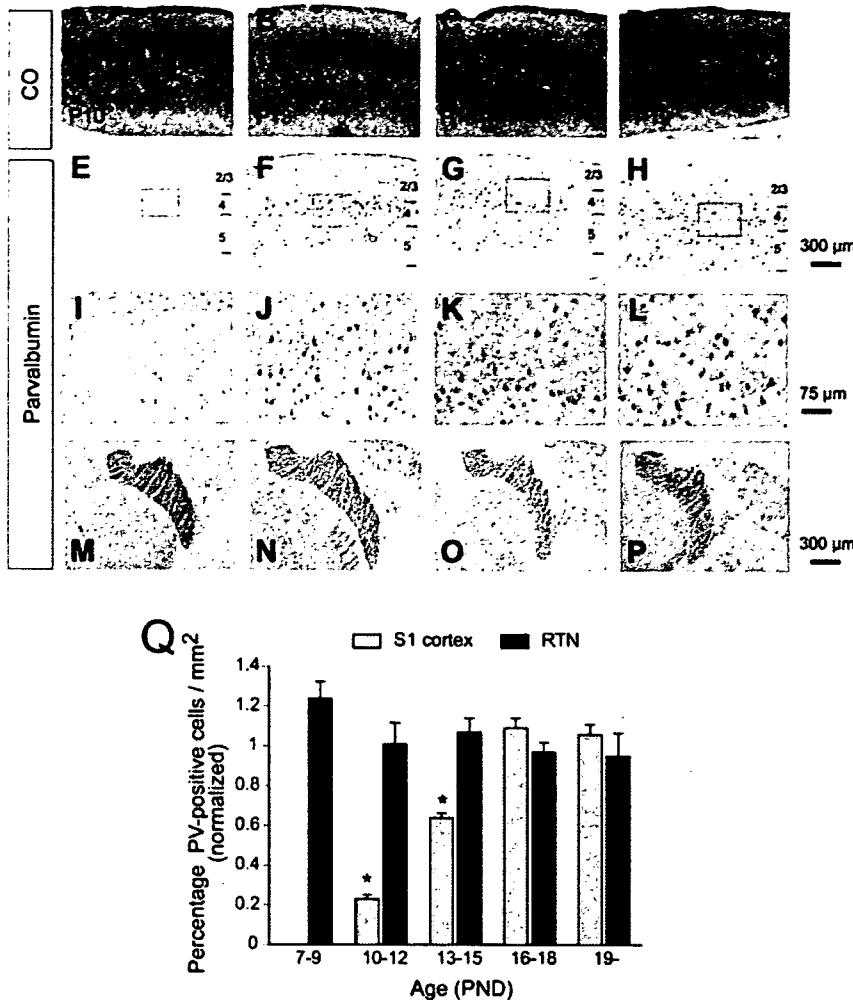 CO
P10
E
F
G
H
2/3
4
5
2/3
4
5
2/3
4
5
2/3
4
5
300 µm
Parvalbumin
I
J
K
L
75 µm
M
N
O
P
300 µm
Q
S1 cortex
RTN
Percentage PV-positive cells / mm²
(normalized)
1.4
1.2
1
0.8
0.6
0.4
0.2
0
*
*
7-9
10-12
13-15
16-18
19-
Age (PND)